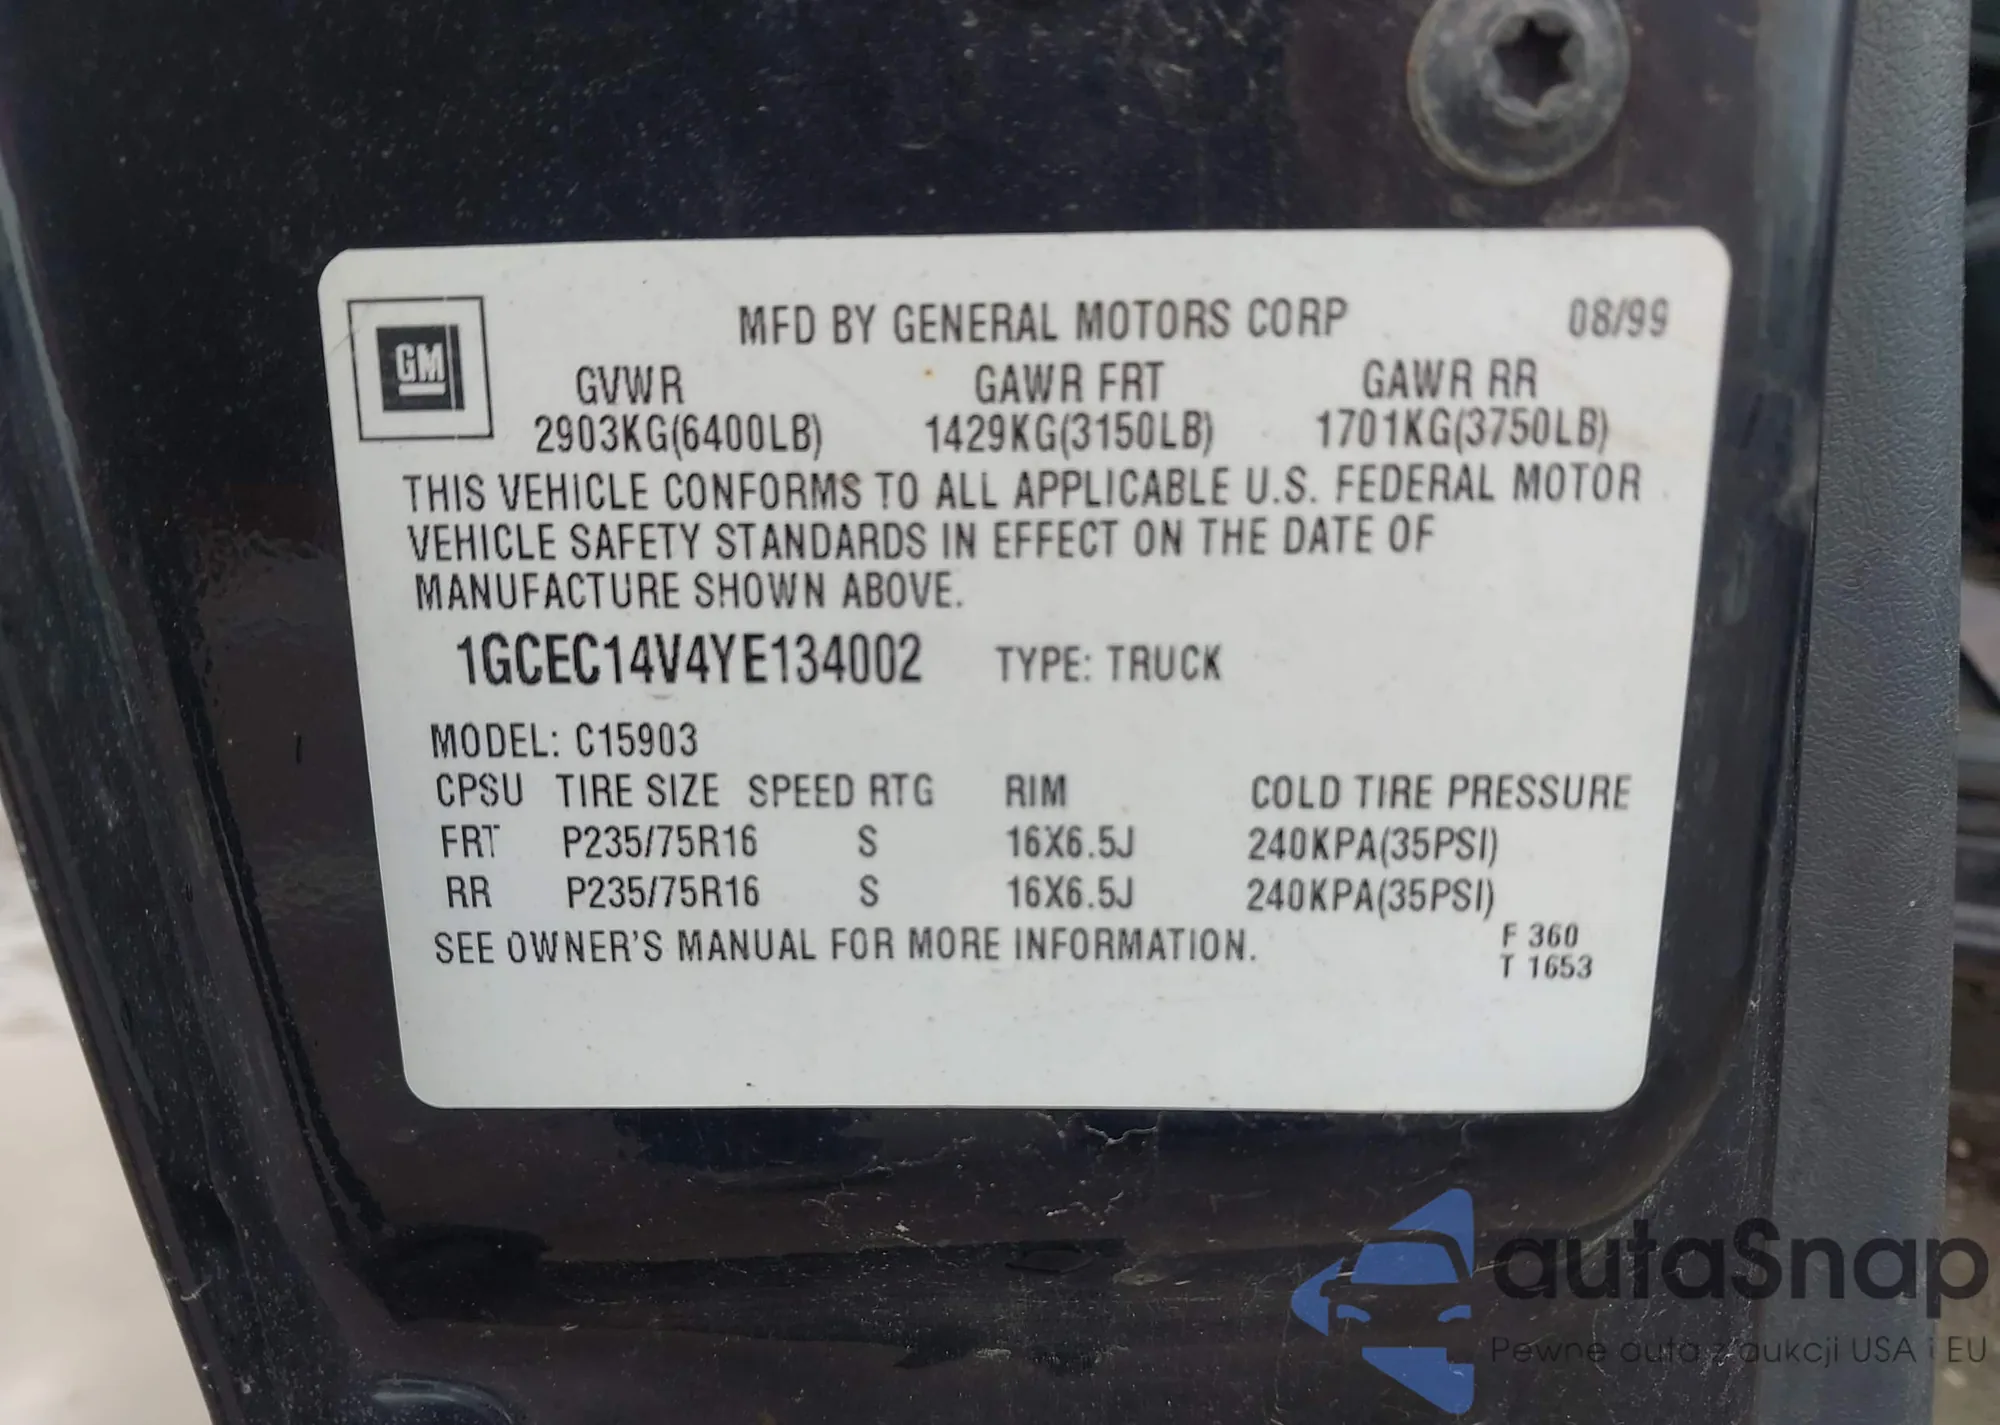 MFD BY GENERAL MOTORS CORP 08/99
GM
GVWR GAWR FRT GAWR RR
2903KG(6400LB) 1429KG(3150LB) 1701KG(3750LB)
THIS VEHICLE CONFORMS TO ALL APPLICABLE U.S. FEDERAL MOTOR
VEHICLE SAFETY STANDARDS IN EFFECT ON THE DATE OF
MANUFACTURE SHOWN ABOVE.
1GCEC14V4YE134002 TYPE: TRUCK
MODEL: C15903
CPSU TIRE SIZE SPEED RTG RIM COLD TIRE PRESSURE
FRT P235/75R16 S 16X6.5J 240KPA(35PSI)
RR P235/75R16 S 16X6.5J 240KPA(35PSI)
SEE OWNER'S MANUAL FOR MORE INFORMATION.
F 360
T 1653
autaSnap
Pewne auta z aukcji USA i EU